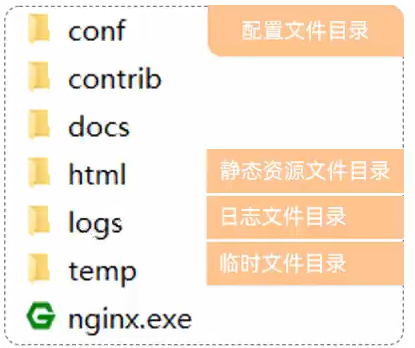 conf 配置文件目录
contrib
docs
html 静态资源文件目录
logs 日志文件目录
temp 临时文件目录
nginx.exe